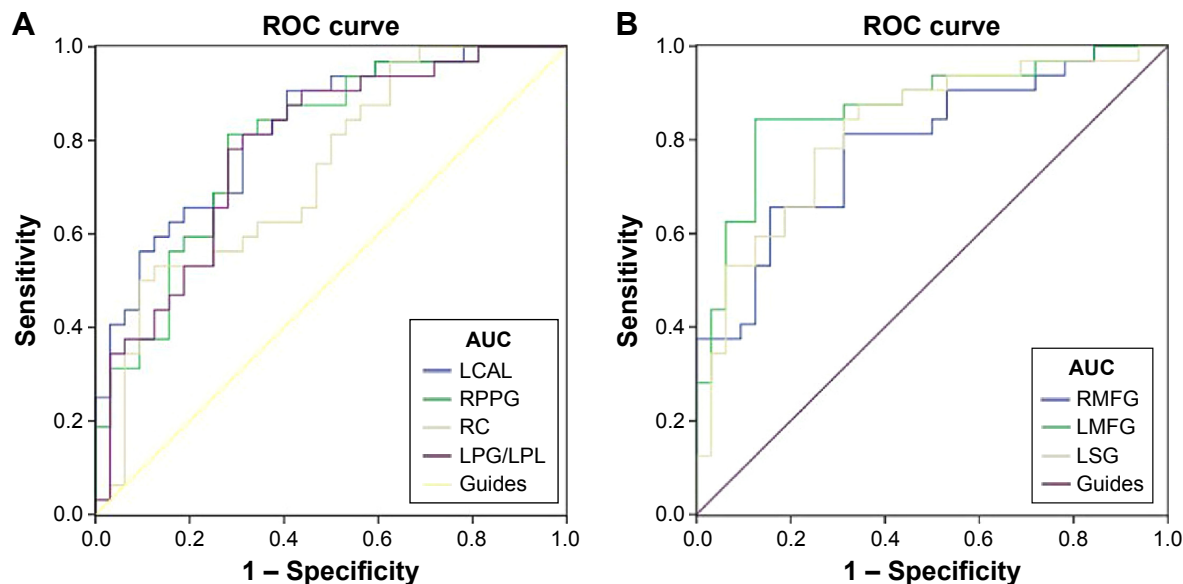 A
ROC curve
1.0
0.8
0.6
0.4
0.2
0.0
Sensitivity
0.0 0.2 0.4 0.6 0.8 1.0
1 – Specificity
AUC
LCAL
RPPG
RC
LPG/LPL
Guides
B
ROC curve
1.0
0.8
0.6
0.4
0.2
0.0
Sensitivity
0.0 0.2 0.4 0.6 0.8 1.0
1 – Specificity
AUC
RMFG
LMFG
LSG
Guides